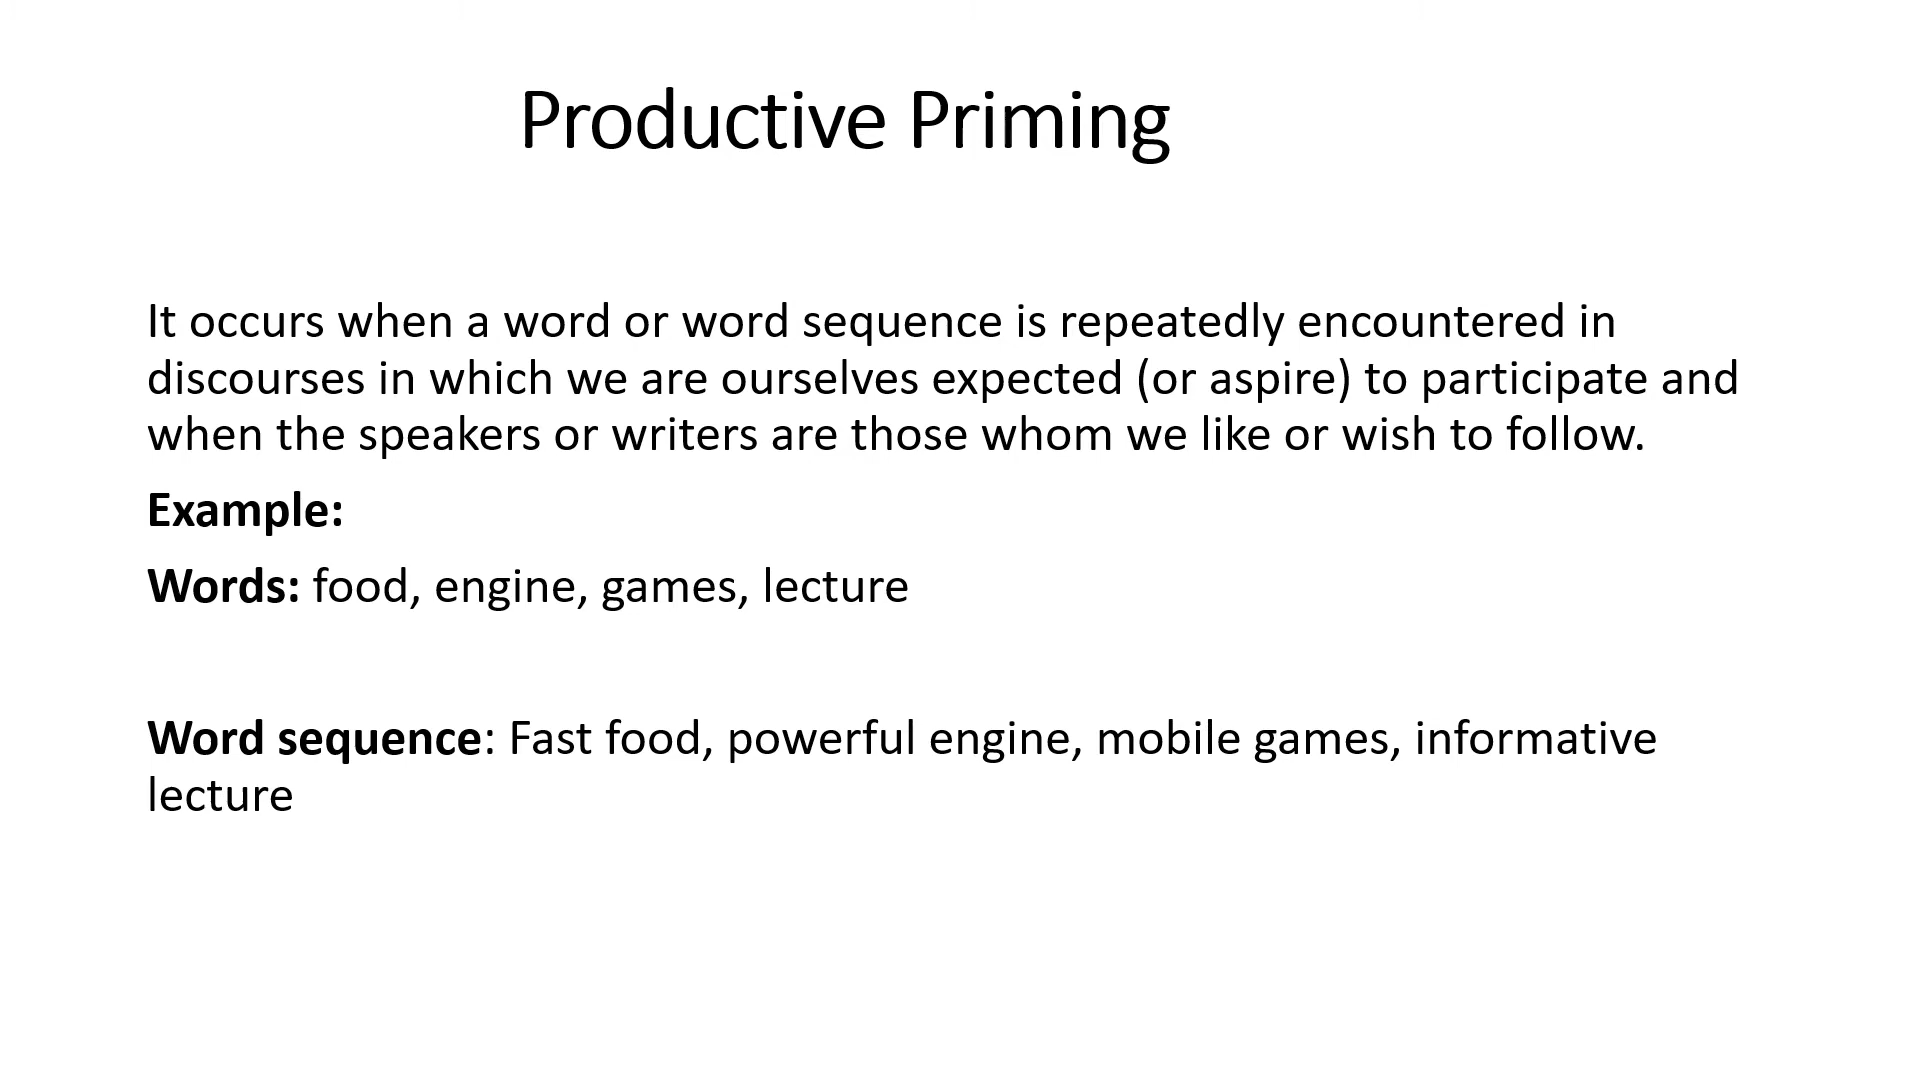 Productive Priming
It occurs when a word or word sequence is repeatedly encountered in
discourses in which we are ourselves expected (or aspire) to participate and
when the speakers or writers are those whom we like or wish to follow.
Example:
Words: food, engine, games, lecture
Word sequence: Fast food, powerful engine, mobile games, informative
lecture